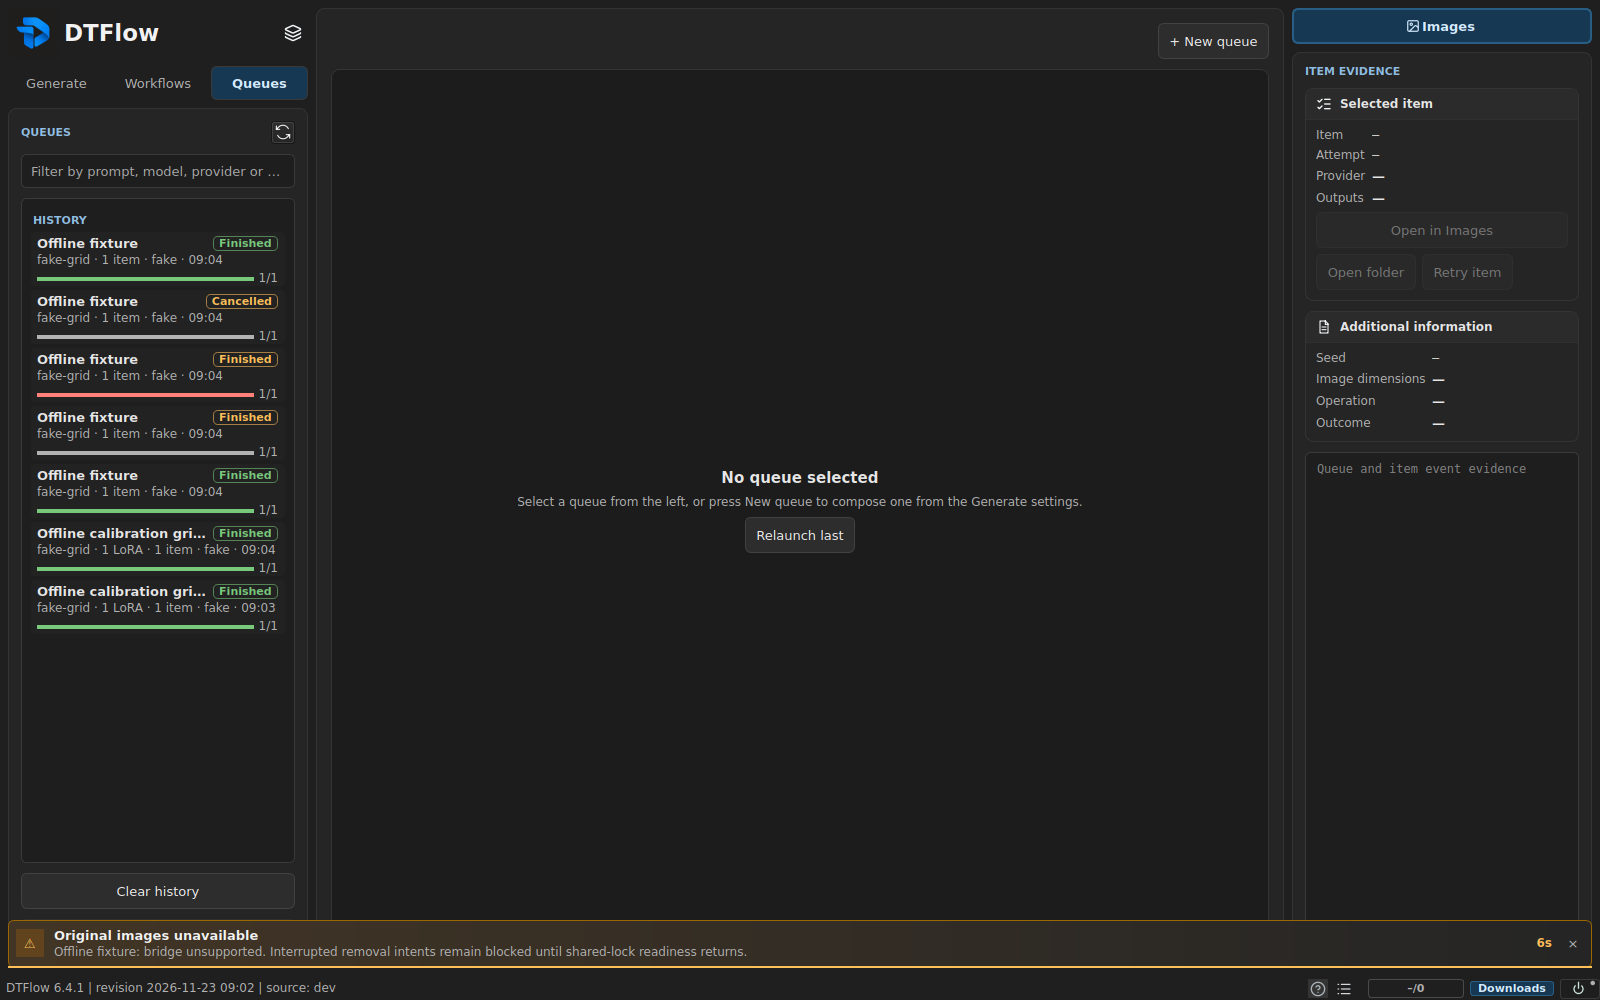 DTFlow
Generate
Workflows
Queues
QUEUES
Filter by prompt, model, provider or ...
HISTORY
Offline fixture
Finished
fake-grid · 1 item · fake · 09:04
1/1
Offline fixture
Cancelled
fake-grid · 1 item · fake · 09:04
1/1
Offline fixture
Finished
fake-grid · 1 item · fake · 09:04
1/1
Offline fixture
Finished
fake-grid · 1 item · fake · 09:04
1/1
Offline fixture
Finished
fake-grid · 1 item · fake · 09:04
1/1
Offline calibration gri...
Finished
fake-grid · 1 LoRA · 1 item · fake · 09:04
1/1
Offline calibration gri...
Finished
fake-grid · 1 LoRA · 1 item · fake · 09:03
1/1
Clear history
+ New queue
No queue selected
Select a queue from the left, or press New queue to compose one from the Generate settings.
Relaunch last
Images
ITEM EVIDENCE
Selected item
Item –
Attempt –
Provider —
Outputs —
Open in Images
Open folder
Retry item
Additional information
Seed –
Image dimensions —
Operation —
Outcome —
Queue and item event evidence
Original images unavailable
Offline fixture: bridge unsupported. Interrupted removal intents remain blocked until shared-lock readiness returns.
6s ×
DTFlow 6.4.1 | revision 2026-11-23 09:02 | source: dev
–/0
Downloads